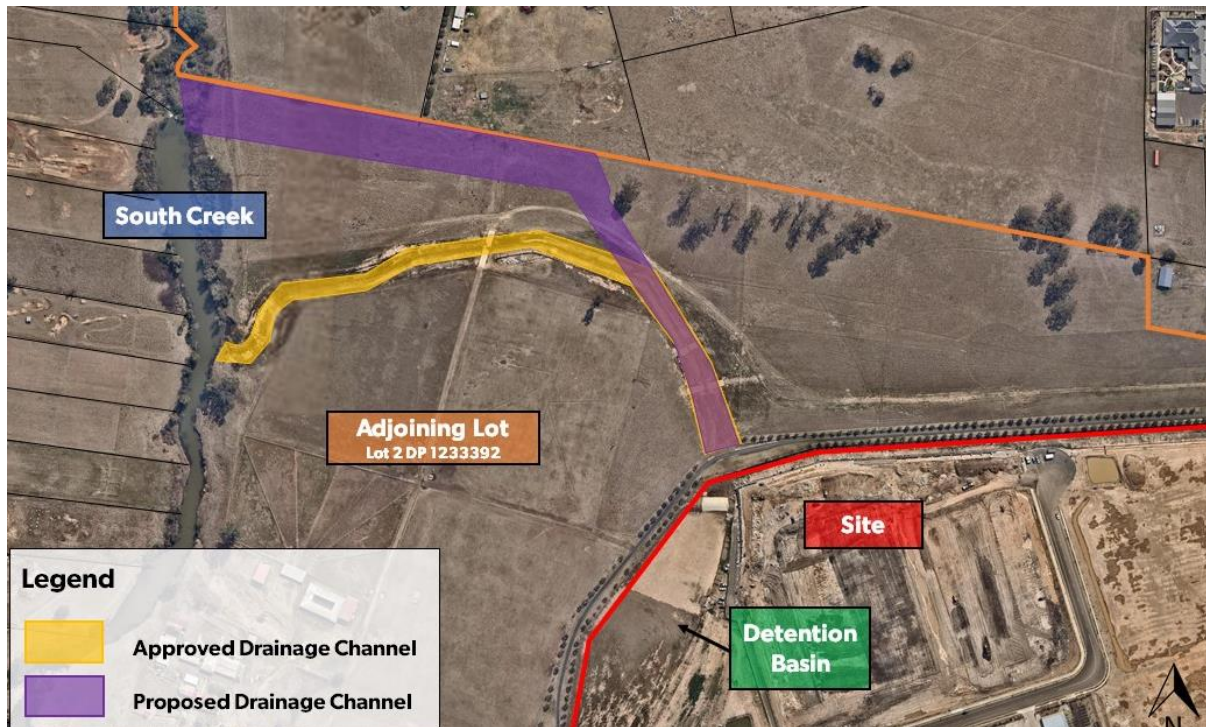 South Creek
Adjoining Lot
Lot 2 DP 1233392
Site
Detention
Basin
Legend
Approved Drainage Channel
Proposed Drainage Channel
N